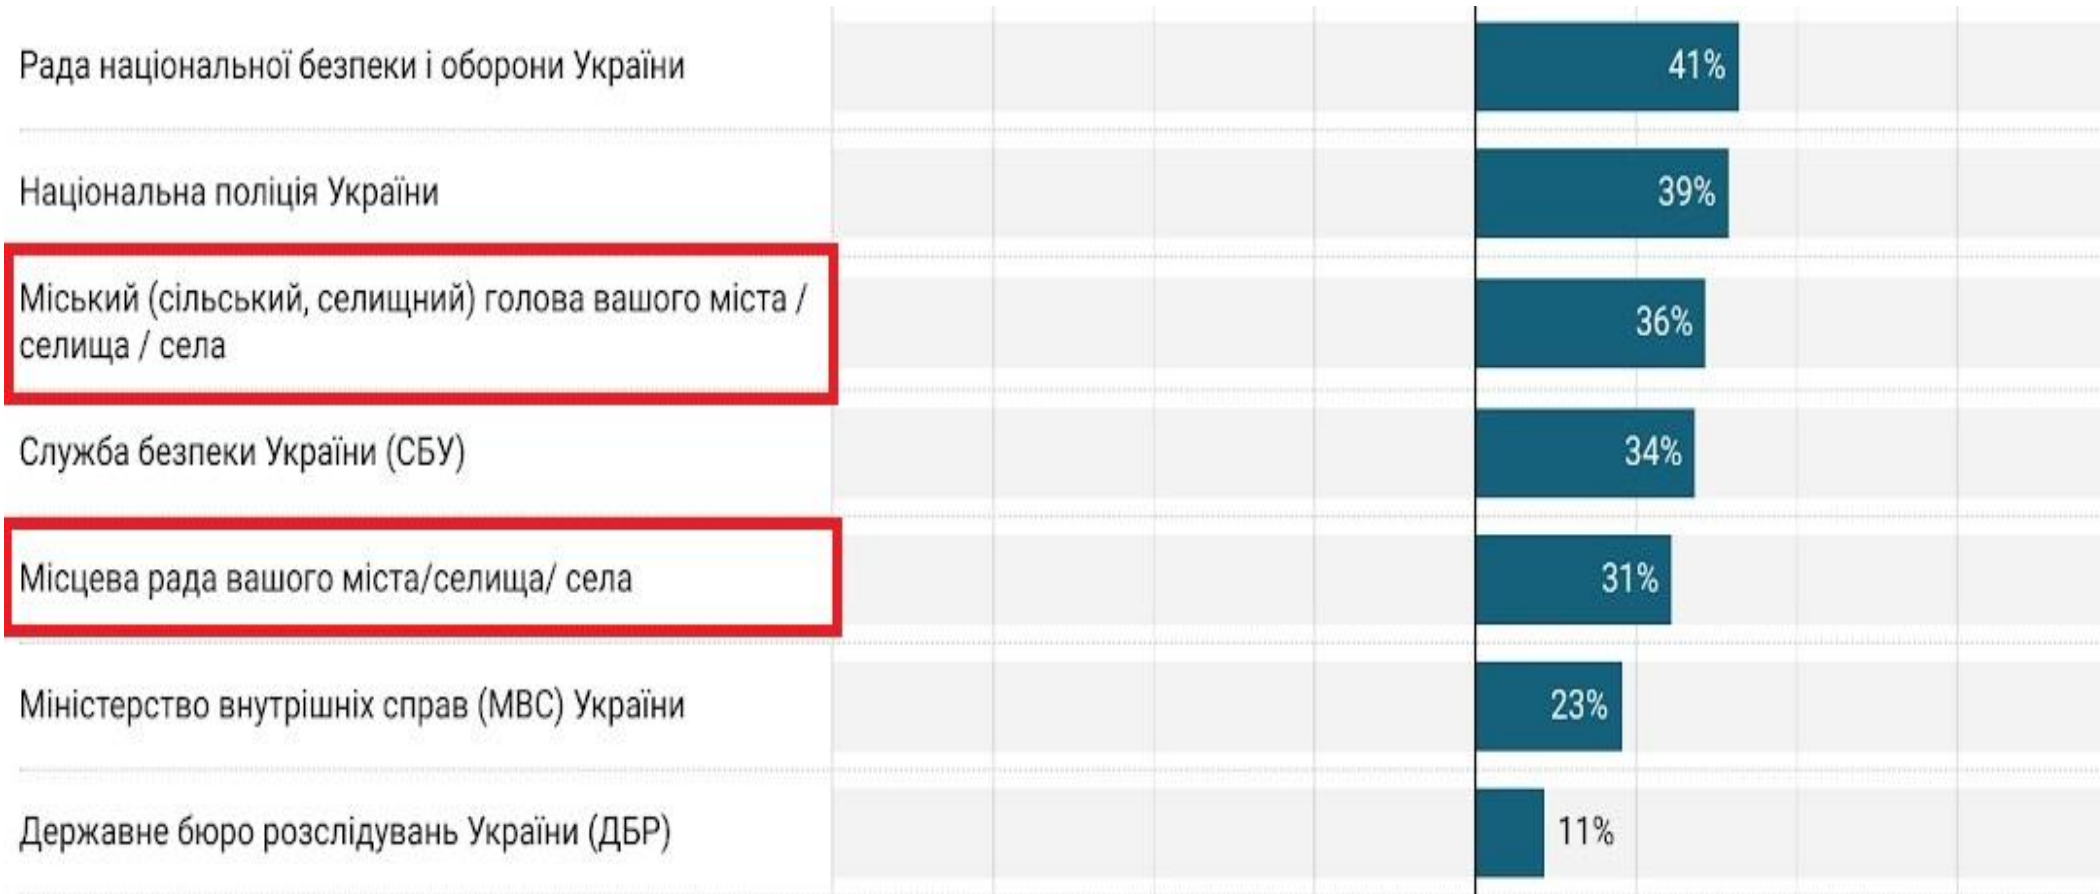 Рада національної безпеки і оборони України
41%
Національна поліція України
39%
Міський (сільський, селищний) голова вашого міста /
селища / села
36%
Служба безпеки України (СБУ)
34%
Місцева рада вашого міста/селища/ села
31%
Міністерство внутрішніх справ (МВС) України
23%
Державне бюро розслідувань України (ДБР)
11%